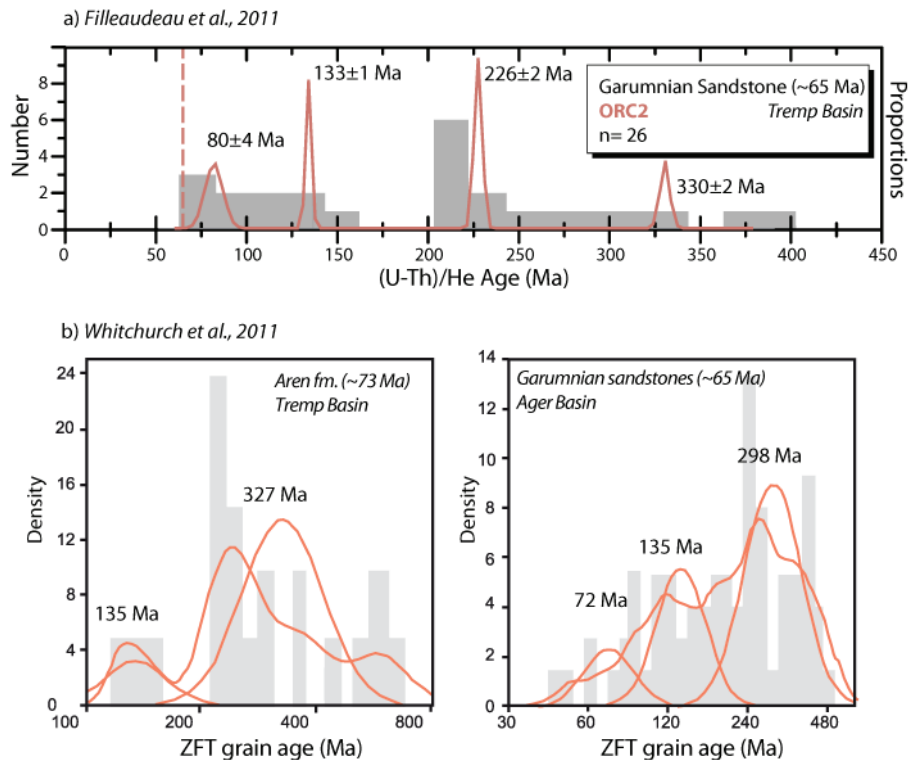 a) Filleaudeau et al., 2011
Number
8
6
4
2
0
80±4 Ma
133±1 Ma
226±2 Ma
330±2 Ma
Garumnian Sandstone (~65 Ma)
ORC2 Tremp Basin
n= 26
Proportions
0 50 100 150 200 250 300 350 400 450
(U-Th)/He Age (Ma)
b) Whitchurch et al., 2011
Density
24
20
16
12
8
4
0
Aren fm. (~73 Ma)
Tremp Basin
327 Ma
135 Ma
100 200 400 800
ZFT grain age (Ma)
Density
14
12
10
8
6
4
2
0
Garumnian sandstones (~65 Ma)
Ager Basin
298 Ma
135 Ma
72 Ma
30 60 120 240 480
ZFT grain age (Ma)